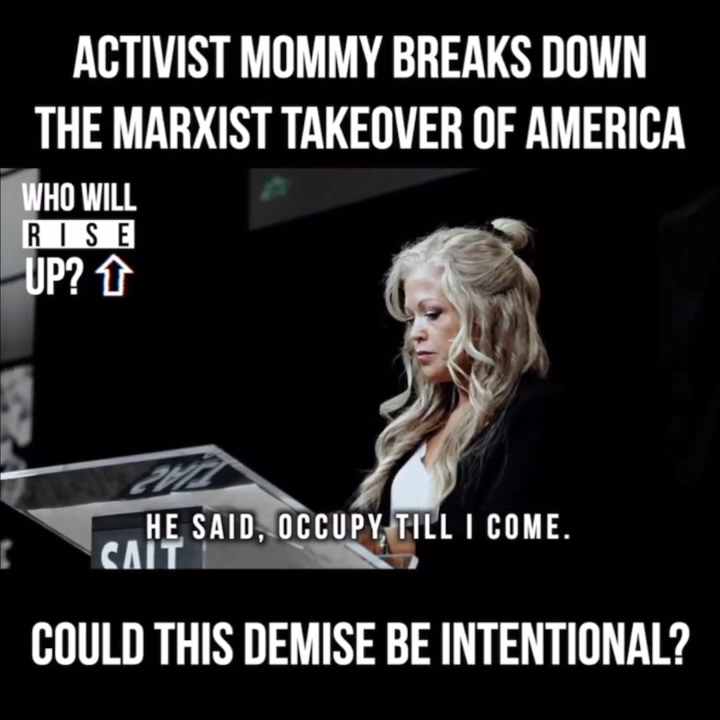 ACTIVIST MOMMY BREAKS DOWN
THE MARXIST TAKEOVER OF AMERICA
WHO WILL
RISE
UP?
HE SAID, OCCUPY TILL I COME.
SALT
COULD THIS DEMISE BE INTENTIONAL?